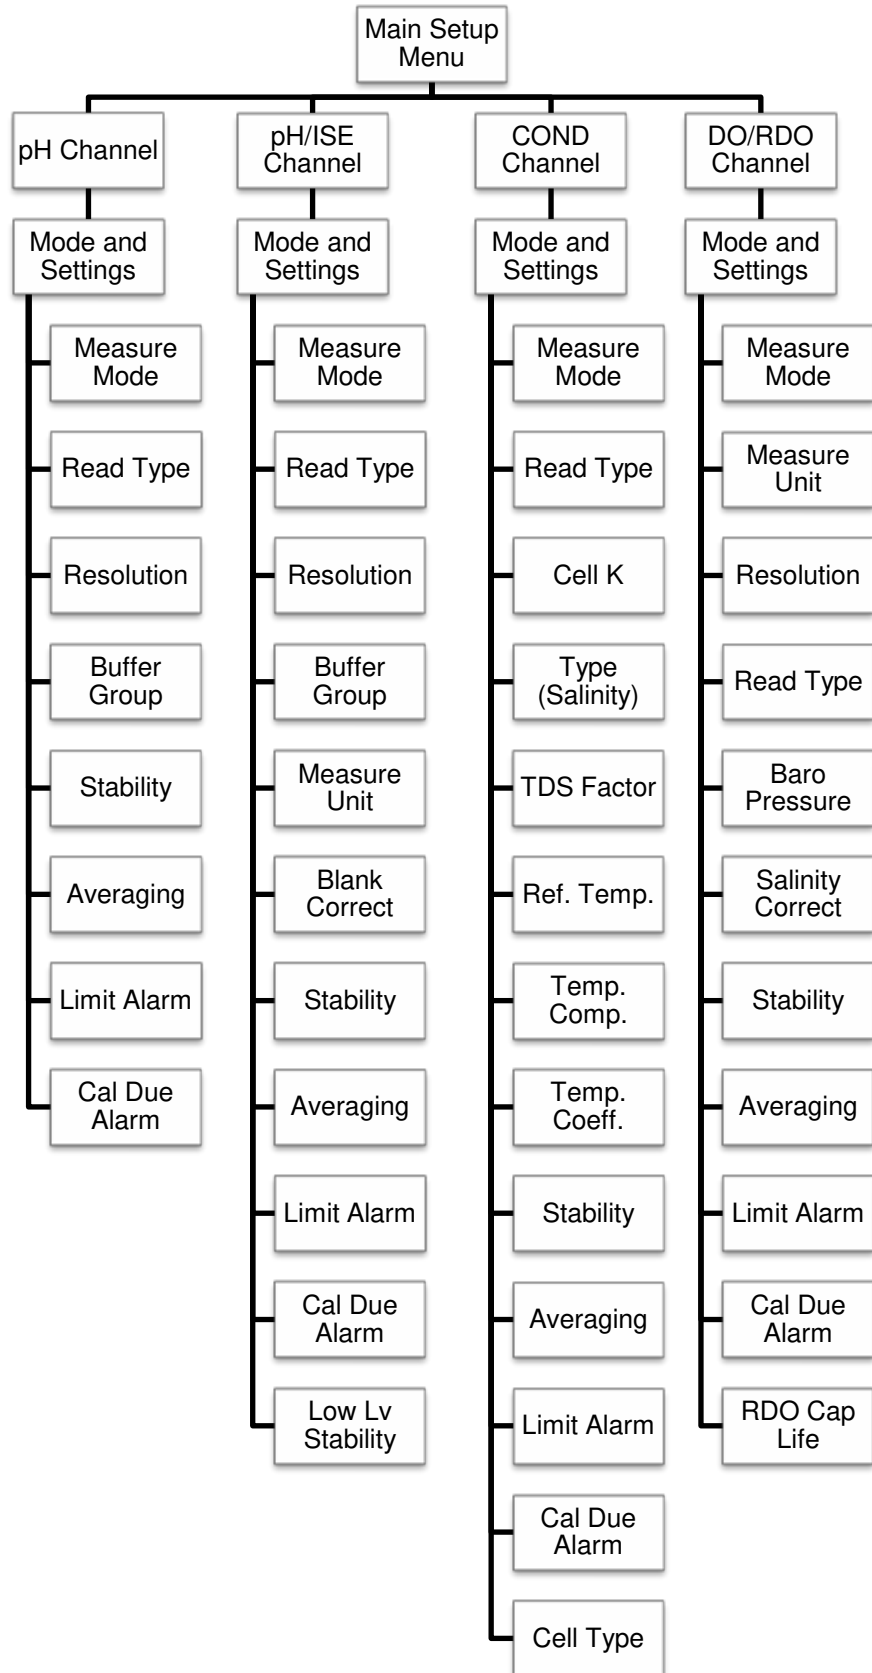 Main Setup
Menu
pH Channel
Mode and
Settings
Measure
Mode
Read Type
Resolution
Buffer
Group
Stability
Averaging
Limit Alarm
Cal Due
Alarm
pH/ISE
Channel
Mode and
Settings
Measure
Mode
Read Type
Resolution
Buffer
Group
Measure
Unit
Blank
Correct
Stability
Averaging
Limit Alarm
Cal Due
Alarm
Low Lv
Stability
COND
Channel
Mode and
Settings
Measure
Mode
Read Type
Cell K
Type
(Salinity)
TDS Factor
Ref. Temp.
Temp.
Comp.
Temp.
Coeff.
Stability
Averaging
Limit Alarm
Cal Due
Alarm
Cell Type
DO/RDO
Channel
Mode and
Settings
Measure
Mode
Measure
Unit
Resolution
Read Type
Baro
Pressure
Salinity
Correct
Stability
Averaging
Limit Alarm
Cal Due
Alarm
RDO Cap
Life